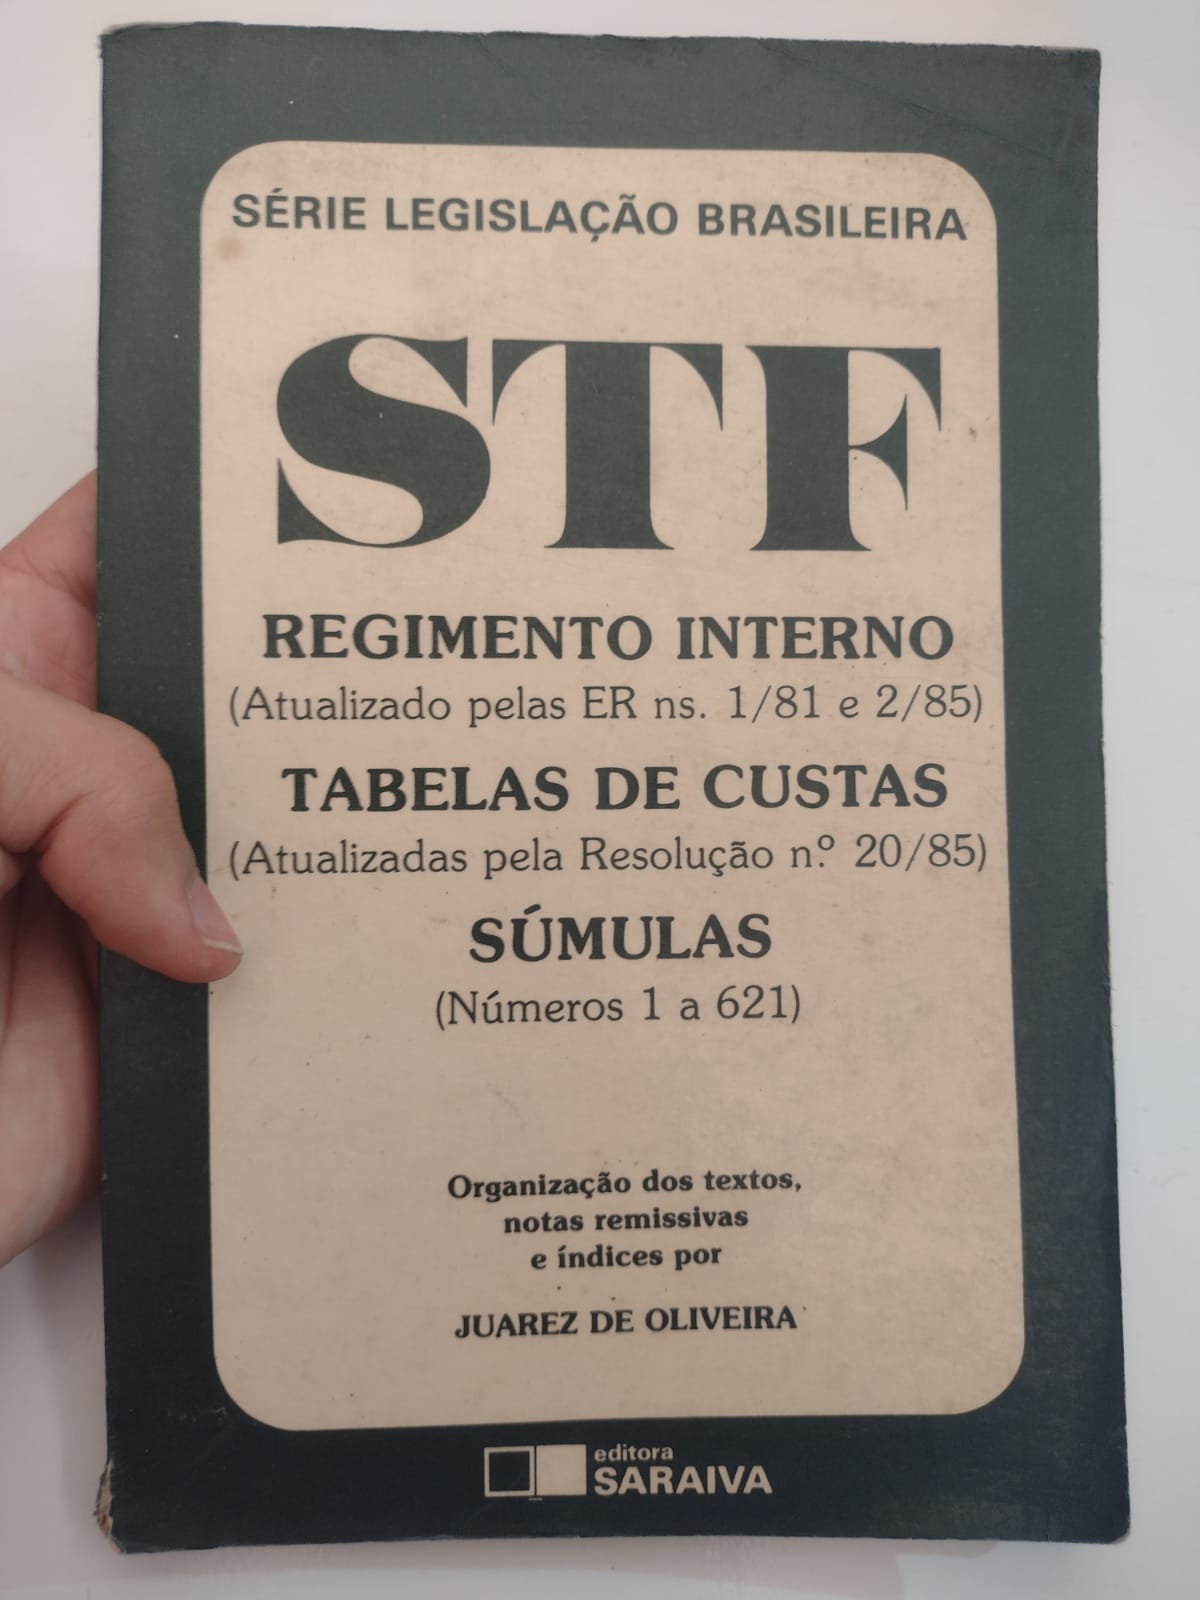 SÉRIE LEGISLAÇÃO BRASILEIRA
STF
REGIMENTO INTERNO
(Atualizado pelas ER ns. 1/81 e 2/85)
TABELAS DE CUSTAS
(Atualizadas pela Resolução n.º 20/85)
SÚMULAS
(Números 1 a 621)
Organização dos textos,
notas remissivas
e índices por
JUAREZ DE OLIVEIRA
editora
SARAIVA